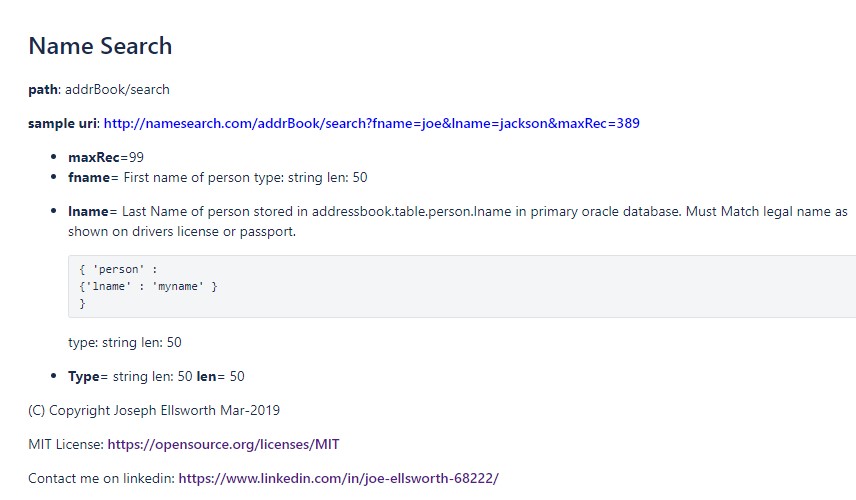 Name Search
path: addrBook/search
sample uri: http://namesearch.com/addrBook/search?fname=joe&lname=jackson&maxRec=389
• maxRec=99
• fname= First name of person type: string len: 50
• lname= Last Name of person stored in addressbook.table.person.lname in primary oracle database. Must Match legal name as
shown on drivers license or passport.
{ 'person' :
{'lname' : 'myname' }
}
type: string len: 50
• Type= string len: 50 len= 50
(C) Copyright Joseph Ellsworth Mar-2019
MIT License: https://opensource.org/licenses/MIT
Contact me on linkedin: https://www.linkedin.com/in/joe-ellsworth-68222/